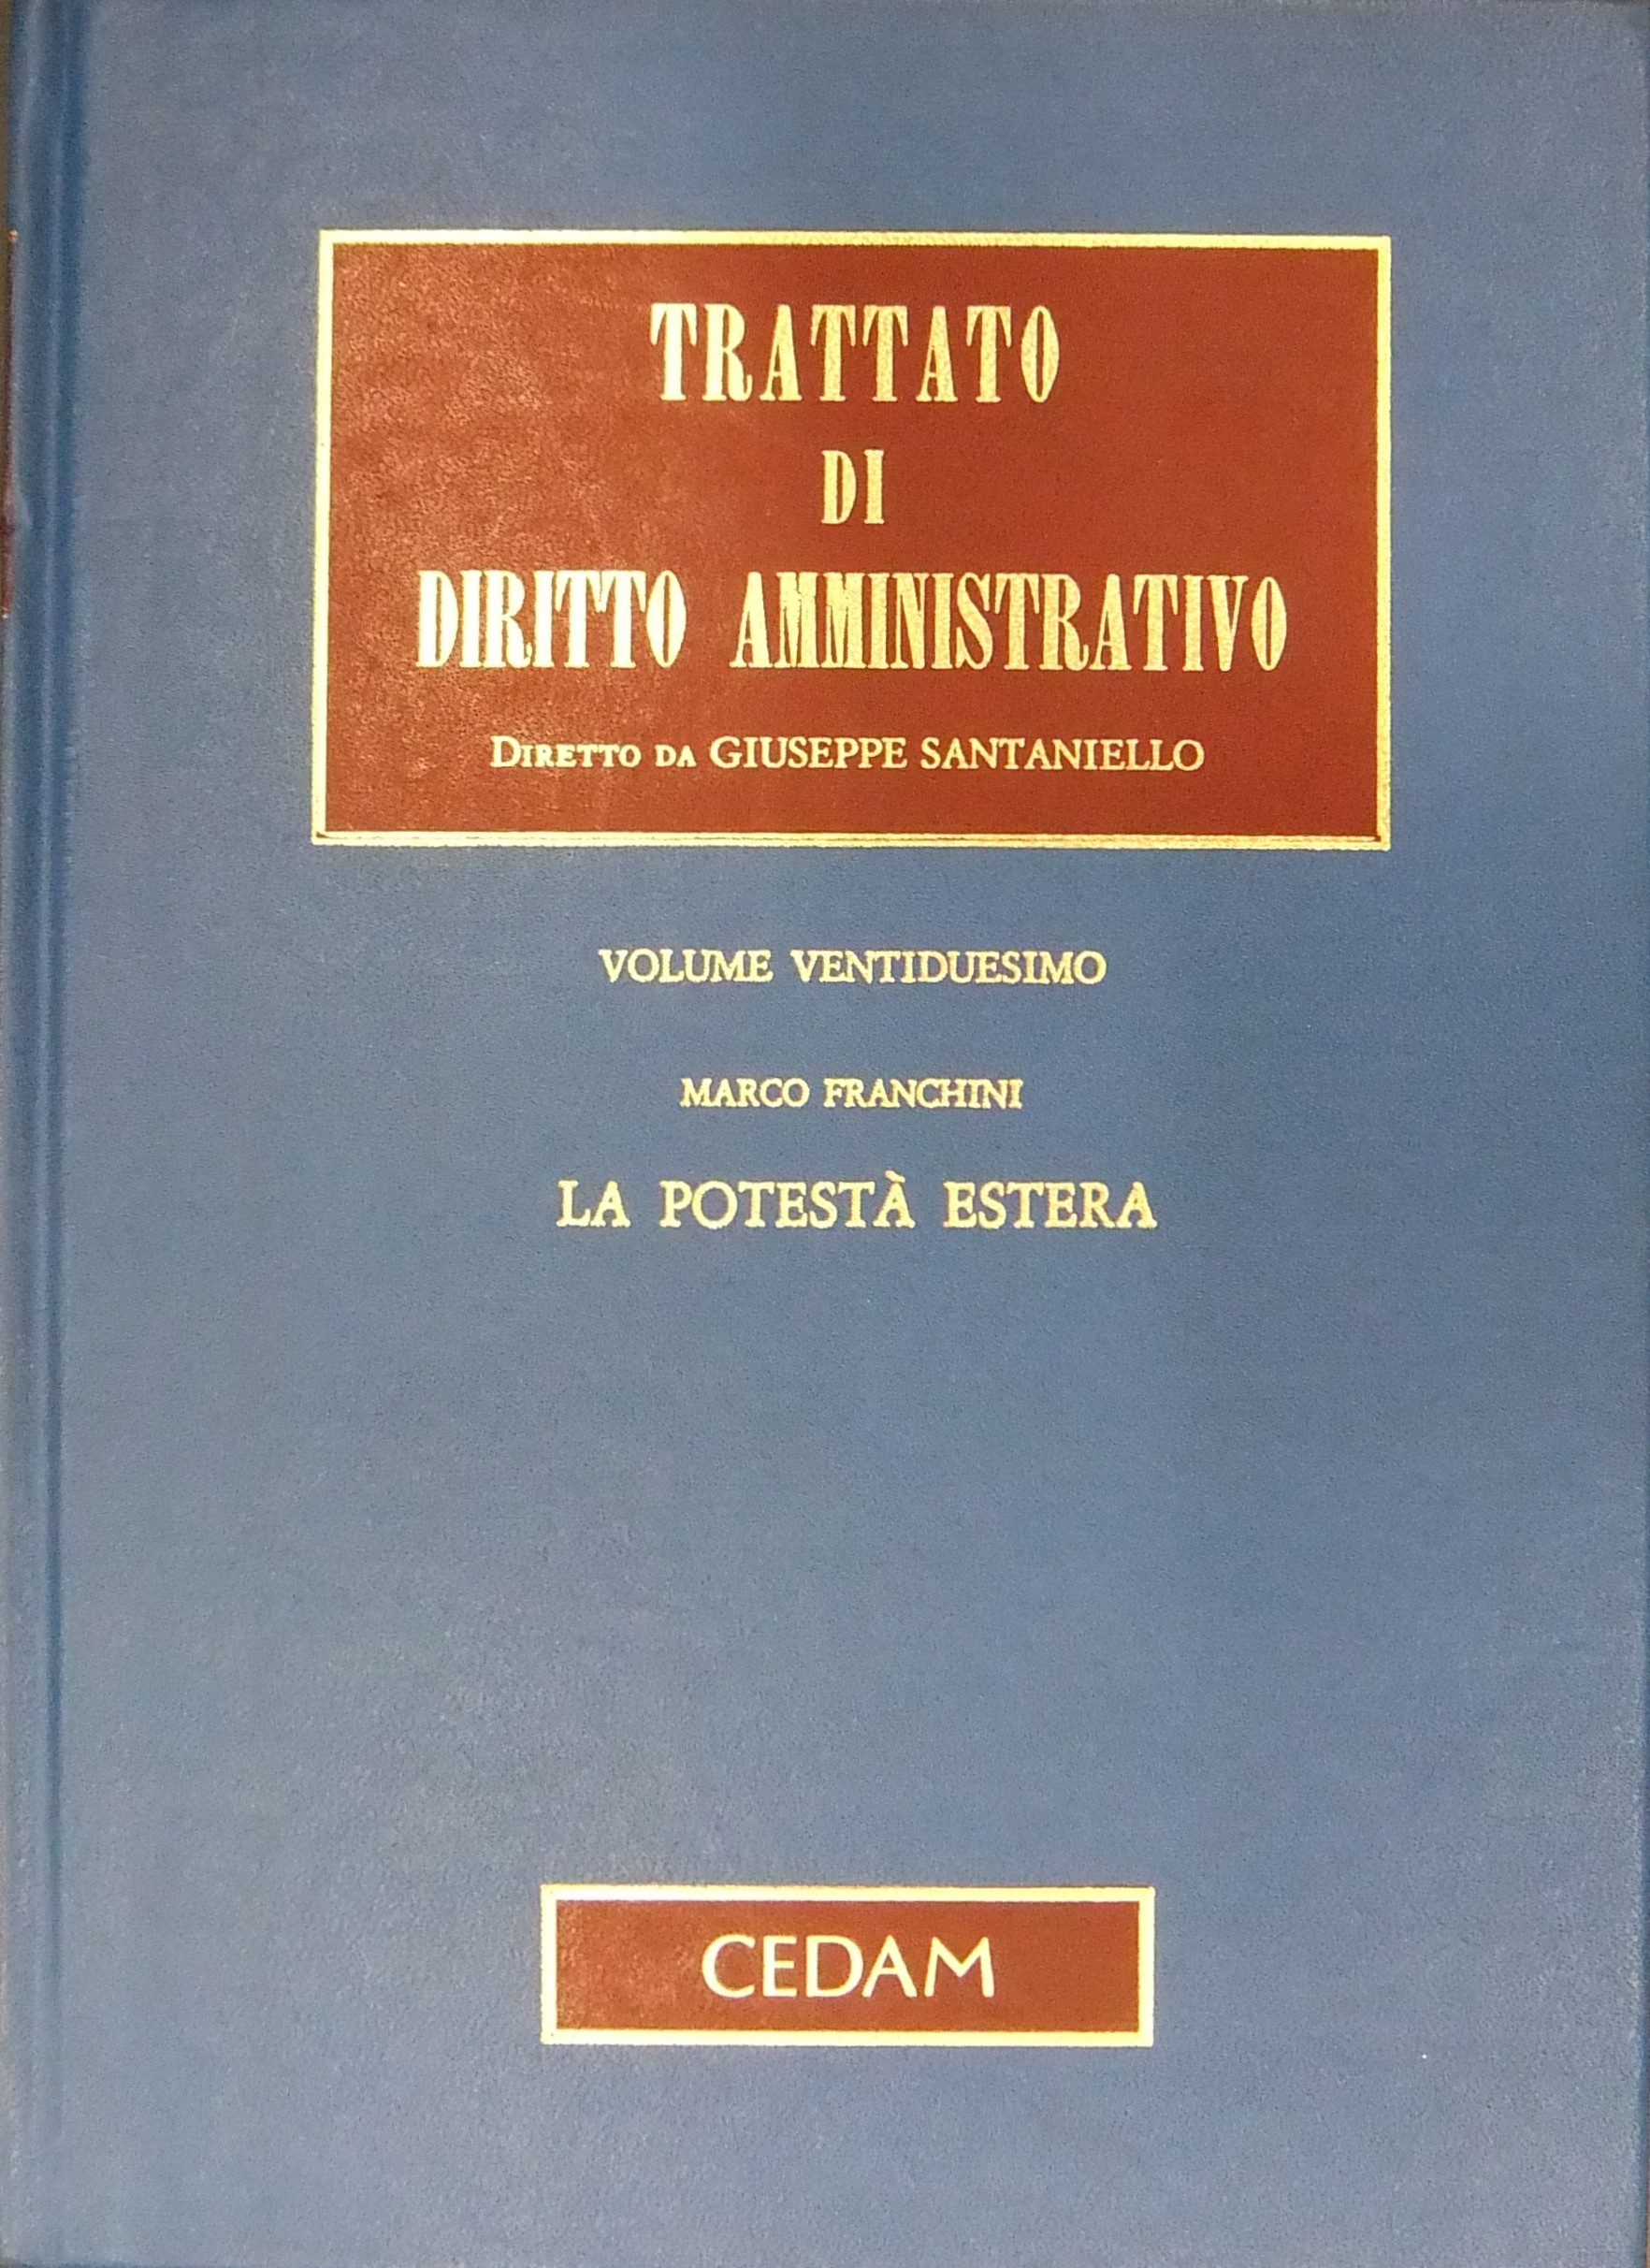 TRATTATO
DI
DIRITTO AMMINISTRATIVO
DIRETTO DA GIUSEPPE SANTANIELLO
VOLUME VENTIDUESIMO
MARCO FRANCHINI
LA POTESTÀ ESTERA
CEDAM